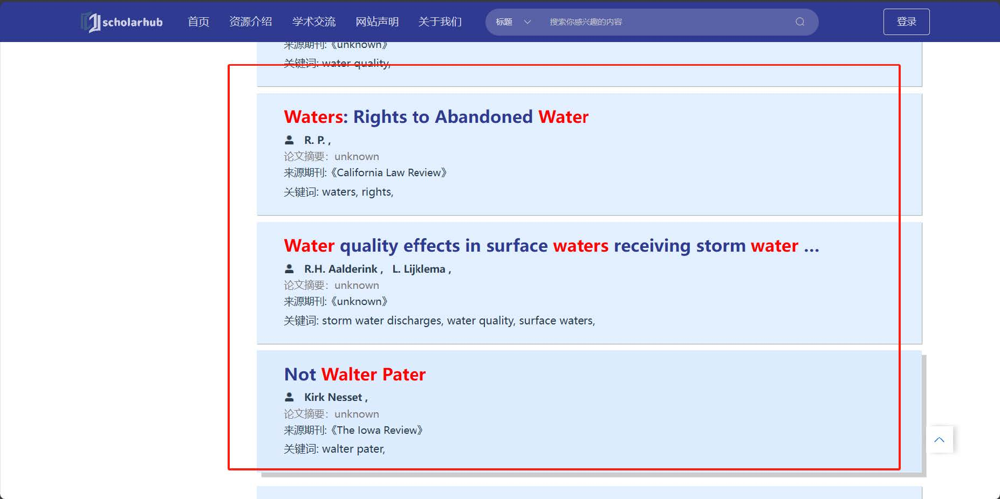 scholarhub 首页 资源介绍 学术交流 网站声明 关于我们 标题 搜索你感兴趣的内容 登录
来源期刊:《unknown》
关键词: water quality,
Waters: Rights to Abandoned Water
R. P. ,
论文摘要：unknown
来源期刊:《California Law Review》
关键词: waters, rights,
Water quality effects in surface waters receiving storm water ...
R.H. Aalderink , L. Lijklema ,
论文摘要：unknown
来源期刊:《unknown》
关键词: storm water discharges, water quality, surface waters,
Not Walter Pater
Kirk Nesset ,
论文摘要：unknown
来源期刊:《The Iowa Review》
关键词: walter pater,